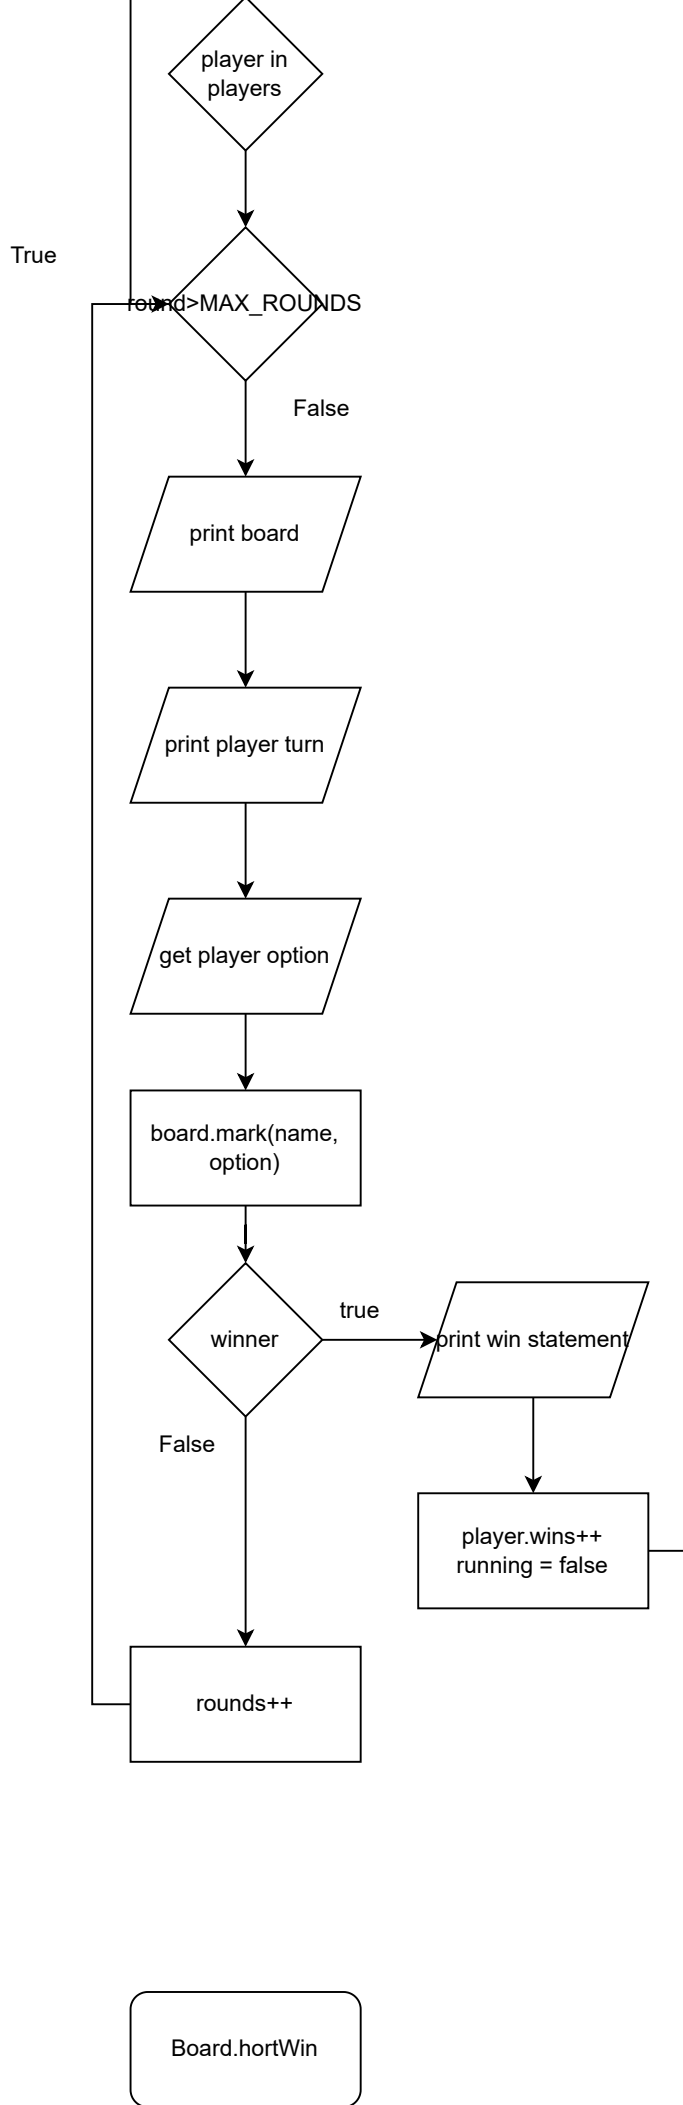 player in
players
True
round>MAX_ROUNDS
False
print board
print player turn
get player option
board.mark(name,
option)
true
winner
print win statement
False
player.wins++
running = false
rounds++
Board.hortWin